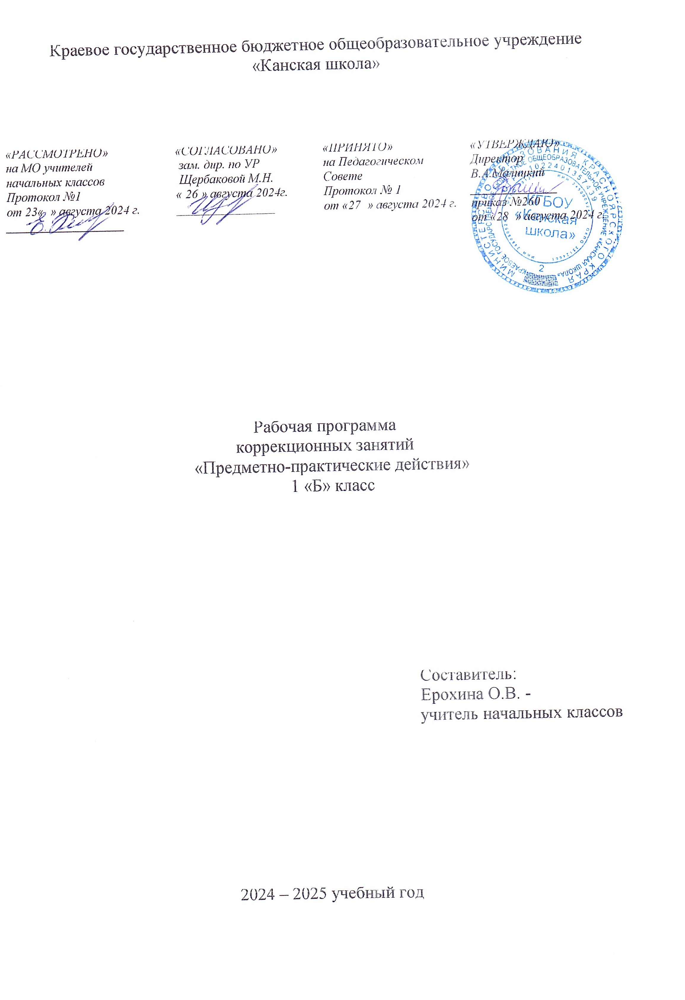 Краевое государственное бюджетное общеобразовательное учреждение
«Канская школа»
«РАССМОТРЕНО»
на МО учителей
начальных классов
Протокол №1
от 23« » августа 2024 г.
«СОГЛАСОВАНО»
зам. дир. по УР
Щербаковой М.Н.
« 26 » августа 2024г.
«ПРИНЯТО»
на Педагогическом
Совете
Протокол № 1
от «27 » августа 2024 г.
«УТВЕРЖДАЮ»
Директор
В.А.Малицкий
приказ №260
от «28 » августа 2024 г.
КГБОУ
«Канская
школа»
2
Рабочая программа
коррекционных занятий
«Предметно-практические действия»
1 «Б» класс
Составитель:
Ерохина О.В. -
учитель начальных классов
2024 – 2025 учебный год